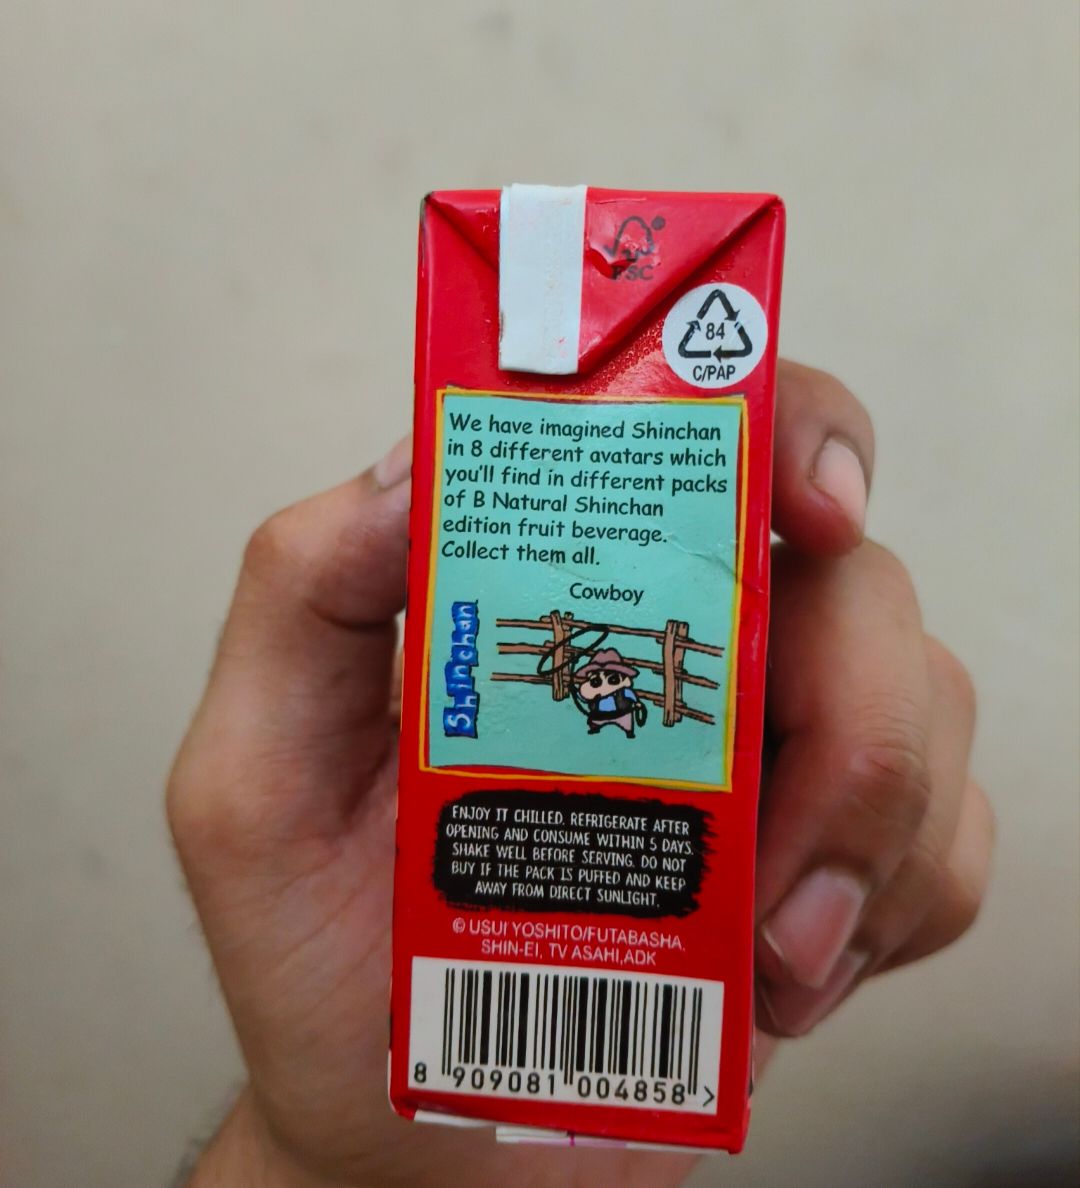 FSC
84
C/PAP
We have imagined Shinchan
in 8 different avatars which
you'll find in different packs
of B Natural Shinchan
edition fruit beverage.
Collect them all.
Cowboy
Shinchan
ENJOY IT CHILLED. REFRIGERATE AFTER
OPENING AND CONSUME WITHIN 5 DAYS.
SHAKE WELL BEFORE SERVING. DO NOT
BUY IF THE PACK IS PUFFED AND KEEP
AWAY FROM DIRECT SUNLIGHT.
© USUI YOSHITO/FUTABASHA,
SHIN-EI, TV ASAHI,ADK
8 909081 004858 >